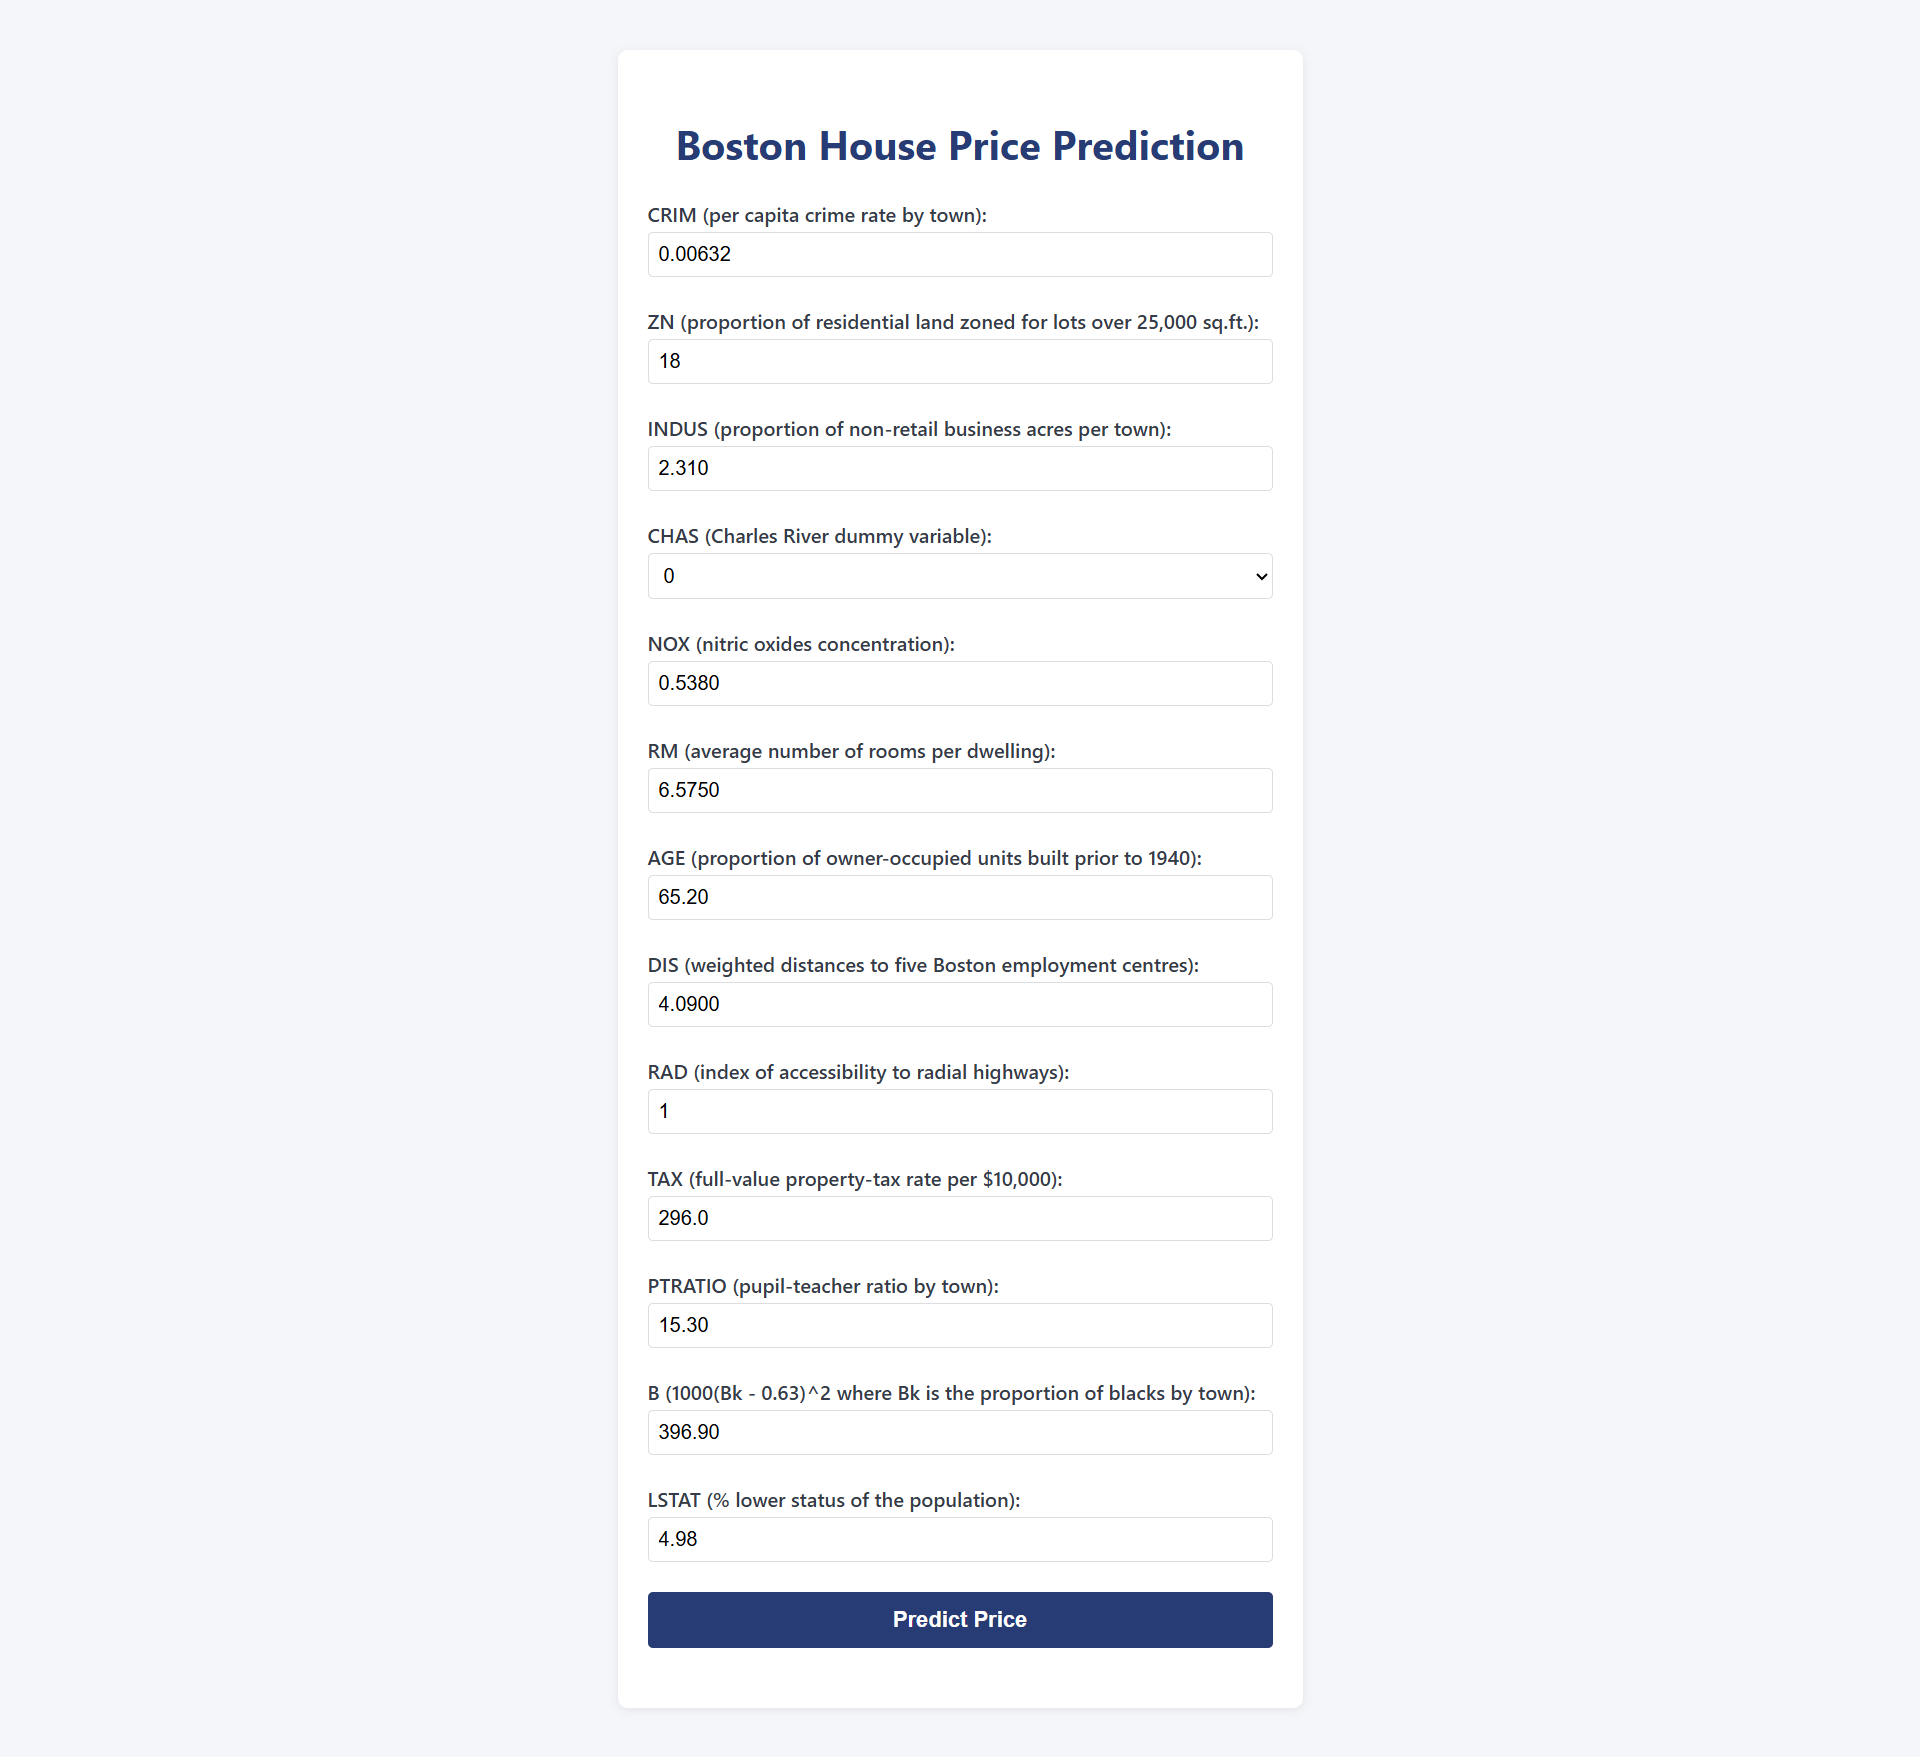 Boston House Price Prediction
CRIM (per capita crime rate by town):
0.00632
ZN (proportion of residential land zoned for lots over 25,000 sq.ft.):
18
INDUS (proportion of non-retail business acres per town):
2.310
CHAS (Charles River dummy variable):
0
NOX (nitric oxides concentration):
0.5380
RM (average number of rooms per dwelling):
6.5750
AGE (proportion of owner-occupied units built prior to 1940):
65.20
DIS (weighted distances to five Boston employment centres):
4.0900
RAD (index of accessibility to radial highways):
1
TAX (full-value property-tax rate per $10,000):
296.0
PTRATIO (pupil-teacher ratio by town):
15.30
B (1000(Bk - 0.63)^2 where Bk is the proportion of blacks by town):
396.90
LSTAT (% lower status of the population):
4.98
Predict Price